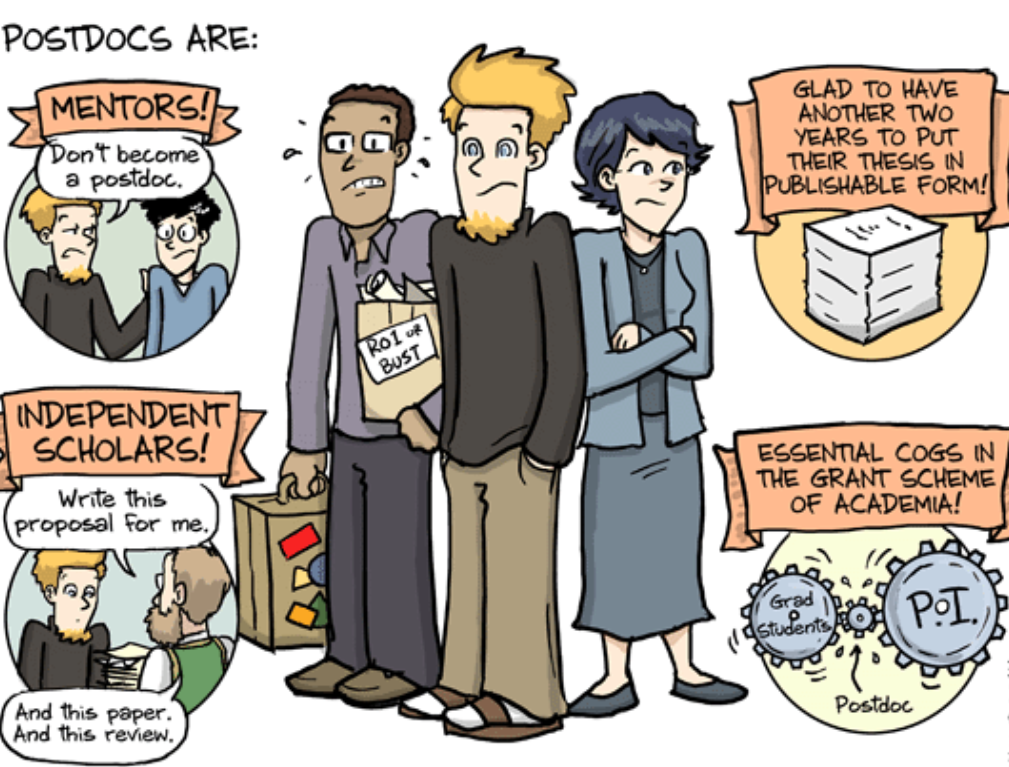 POSTDOCS ARE:
MENTORS!
Don't become
a postdoc.
INDEPENDENT
SCHOLARS!
Write this
proposal for me.
And this paper.
And this review.
RO1 OR
BUST
GLAD TO HAVE
ANOTHER TWO
YEARS TO PUT
THEIR THESIS IN
PUBLISHABLE FORM!
ESSENTIAL COGS IN
THE GRANT SCHEME
OF ACADEMIA!
Grad
Students
P.I.
Postdoc